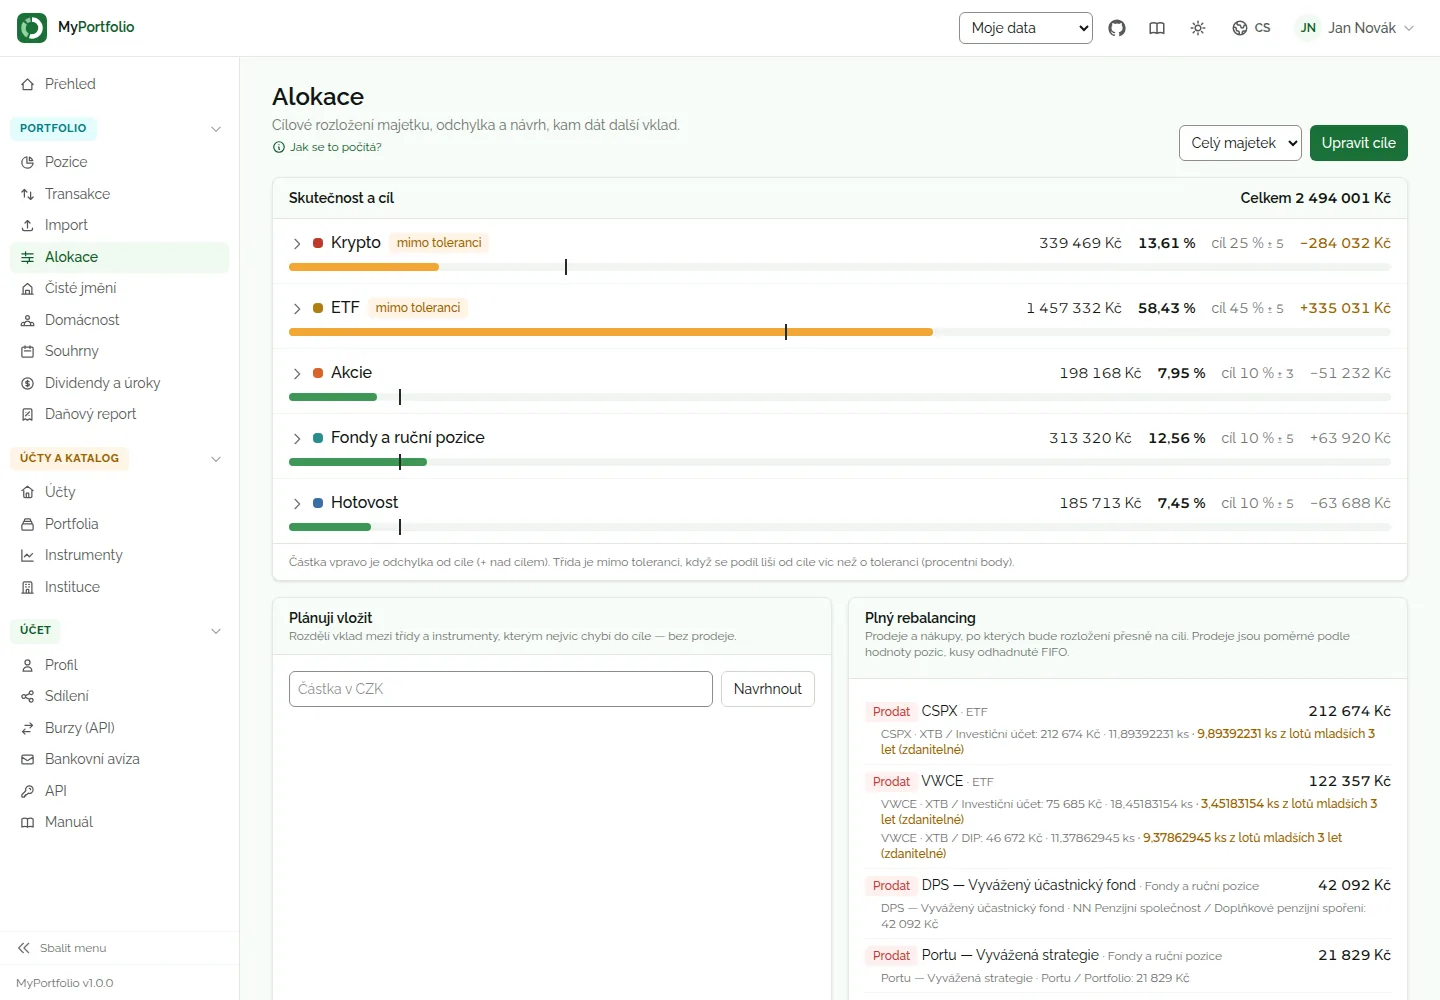 MyPortfolio
Moje data
CS
JN
Jan Novák
Přehled
PORTFOLIO
Pozice
Transakce
Import
Alokace
Čisté jmění
Domácnost
Souhrny
Dividendy a úroky
Daňový report
ÚČTY A KATALOG
Účty
Portfolia
Instrumenty
Instituce
ÚČET
Profil
Sdílení
Burzy (API)
Bankovní avíza
API
Manuál
Sbalit menu
MyPortfolio v1.0.0
Alokace
Cílové rozložení majetku, odchylka a návrh, kam dát další vklad.
Jak se to počítá?
Celý majetek
Upravit cíle
Skutečnost a cíl
Celkem 2 494 001 Kč
Krypto mimo toleranci 339 469 Kč 13,61 % cíl 25 % ± 5 −284 032 Kč
ETF mimo toleranci 1 457 332 Kč 58,43 % cíl 45 % ± 5 +335 031 Kč
Akcie 198 168 Kč 7,95 % cíl 10 % ± 3 −51 232 Kč
Fondy a ruční pozice 313 320 Kč 12,56 % cíl 10 % ± 5 +63 920 Kč
Hotovost 185 713 Kč 7,45 % cíl 10 % ± 5 −63 688 Kč
Částka vpravo je odchylka od cíle (+ nad cílem). Třída je mimo toleranci, když se podíl liší od cíle víc než o toleranci (procentní body).
Plánuji vložit
Rozdělí vklad mezi třídy a instrumenty, kterým nejvíc chybí do cíle — bez prodeje.
Částka v CZK
Navrhnout
Plný rebalancing
Prodeje a nákupy, po kterých bude rozložení přesně na cíli. Prodeje jsou poměrné podle
hodnoty pozic, kusy odhadnuté FIFO.
Prodat CSPX · ETF 212 674 Kč
CSPX · XTB / Investiční účet: 212 674 Kč · 11,89392231 ks · 9,89392231 ks z lotů mladších 3
let (zdanitelné)
Prodat VWCE · ETF 122 357 Kč
VWCE · XTB / Investiční účet: 75 685 Kč · 18,45183154 ks · 3,45183154 ks z lotů mladších 3
let (zdanitelné)
VWCE · XTB / DIP: 46 672 Kč · 11,37862945 ks · 9,37862945 ks z lotů mladších 3 let
(zdanitelné)
Prodat DPS — Vyvážený účastnický fond · Fondy a ruční pozice 42 092 Kč
DPS — Vyvážený účastnický fond · NN Penzijní společnost / Doplňkové penzijní spoření:
42 092 Kč
Prodat Portu — Vyvážená strategie · Fondy a ruční pozice 21 829 Kč
Portu — Vyvážená strategie · Portu / Portfolio: 21 829 Kč